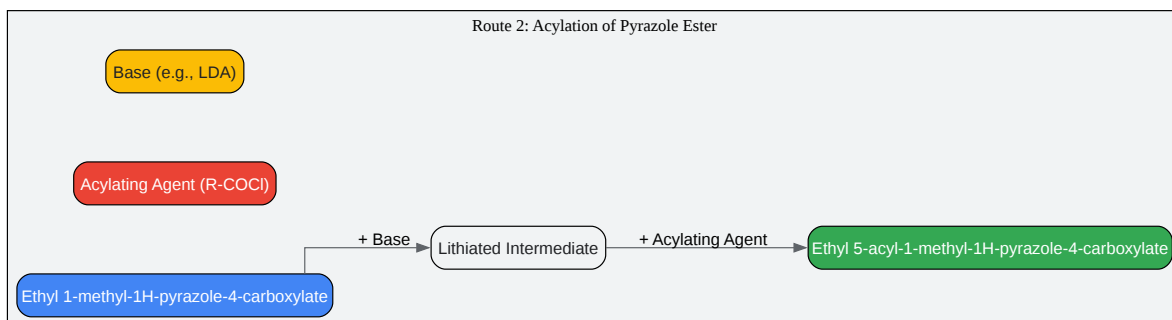 Route 2: Acylation of Pyrazole Ester
Base (e.g., LDA)
Acylating Agent (R-COCl)
+ Base
Lithiated Intermediate
+ Acylating Agent
Ethyl 5-acyl-1-methyl-1H-pyrazole-4-carboxylate
Ethyl 1-methyl-1H-pyrazole-4-carboxylate